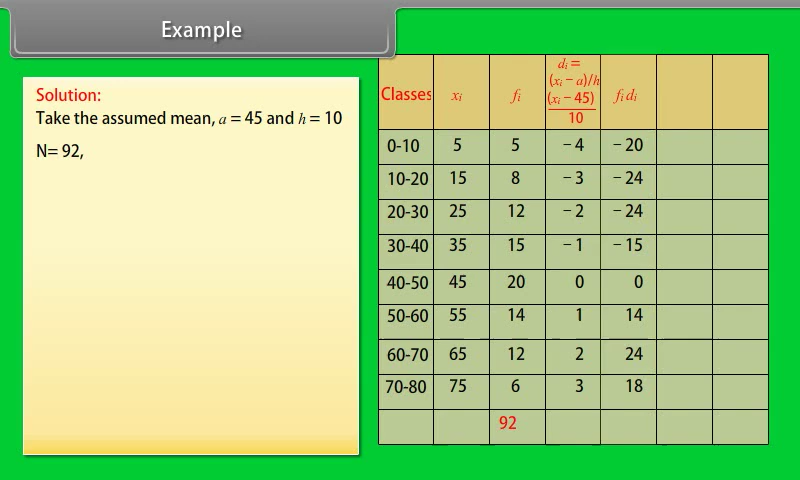 Example
Solution:
Take the assumed mean, a = 45 and h = 10
N= 92,
Classes xᵢ fᵢ dᵢ = (xᵢ – a)/h (xᵢ – 45) 10 fᵢ dᵢ
0-10 5 5 – 4 – 20
10-20 15 8 – 3 – 24
20-30 25 12 – 2 – 24
30-40 35 15 – 1 – 15
40-50 45 20 0 0
50-60 55 14 1 14
60-70 65 12 2 24
70-80 75 6 3 18
92